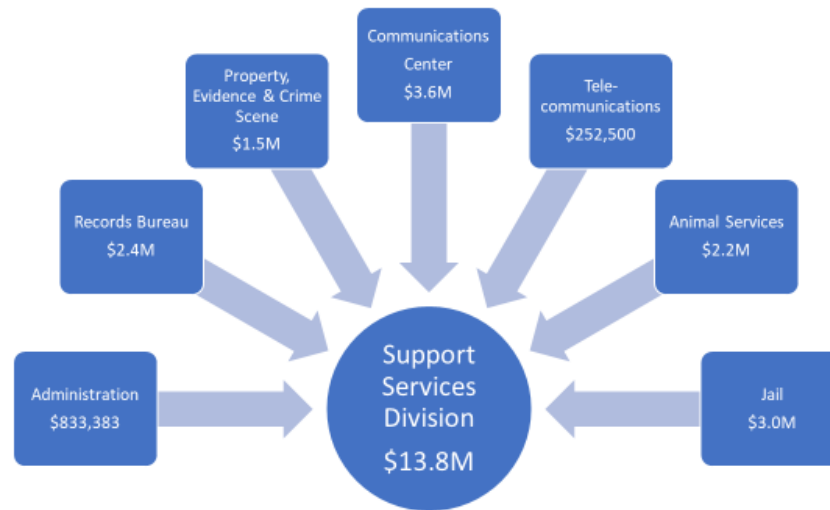 Communications
Center
$3.6M
Property,
Evidence & Crime
Scene
$1.5M
Tele-
communications
$252,500
Records Bureau
$2.4M
Animal Services
$2.2M
Administration
$833,383
Support
Services
Division
$13.8M
Jail
$3.0M